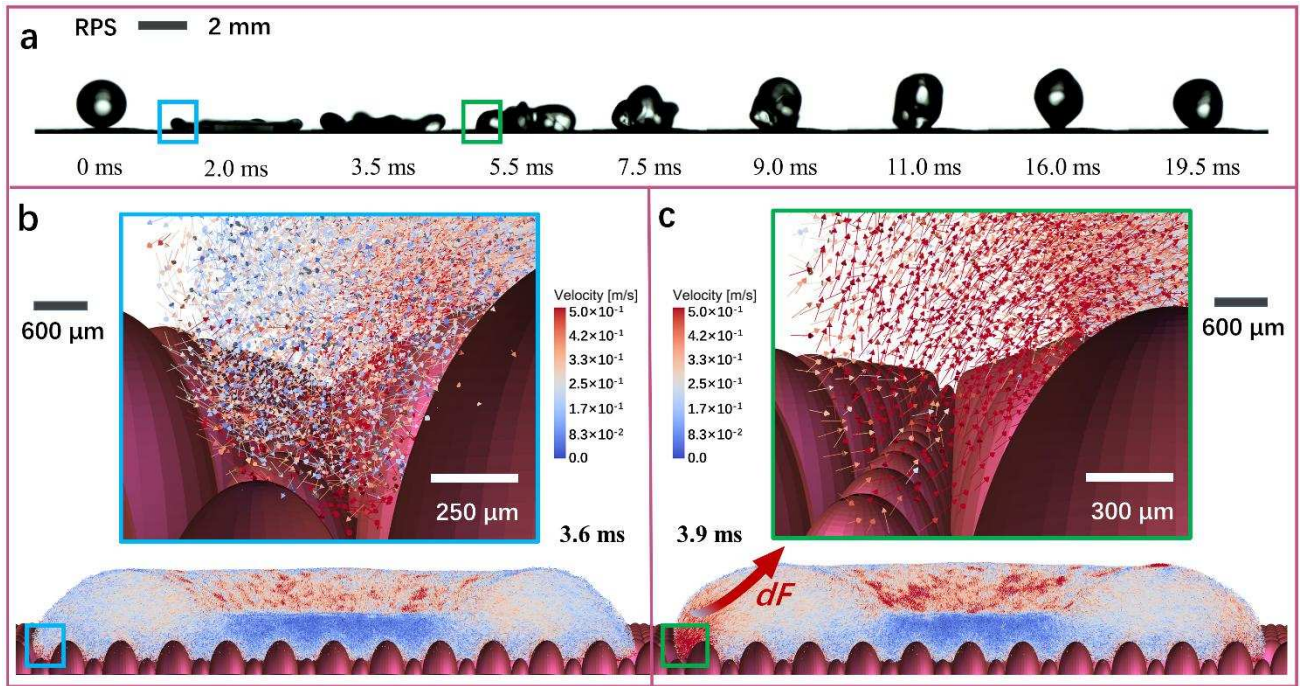 a
RPS 2 mm
0 ms 2.0 ms 3.5 ms 5.5 ms 7.5 ms 9.0 ms 11.0 ms 16.0 ms 19.5 ms
b
600 μm
Velocity [m/s]
5.0×10⁻¹
4.2×10⁻¹
3.3×10⁻¹
2.5×10⁻¹
1.7×10⁻¹
8.3×10⁻²
0.0
250 μm
3.6 ms
c
Velocity [m/s]
5.0×10⁻¹
4.2×10⁻¹
3.3×10⁻¹
2.5×10⁻¹
1.7×10⁻¹
8.3×10⁻²
0.0
600 μm
300 μm
3.9 ms
dF